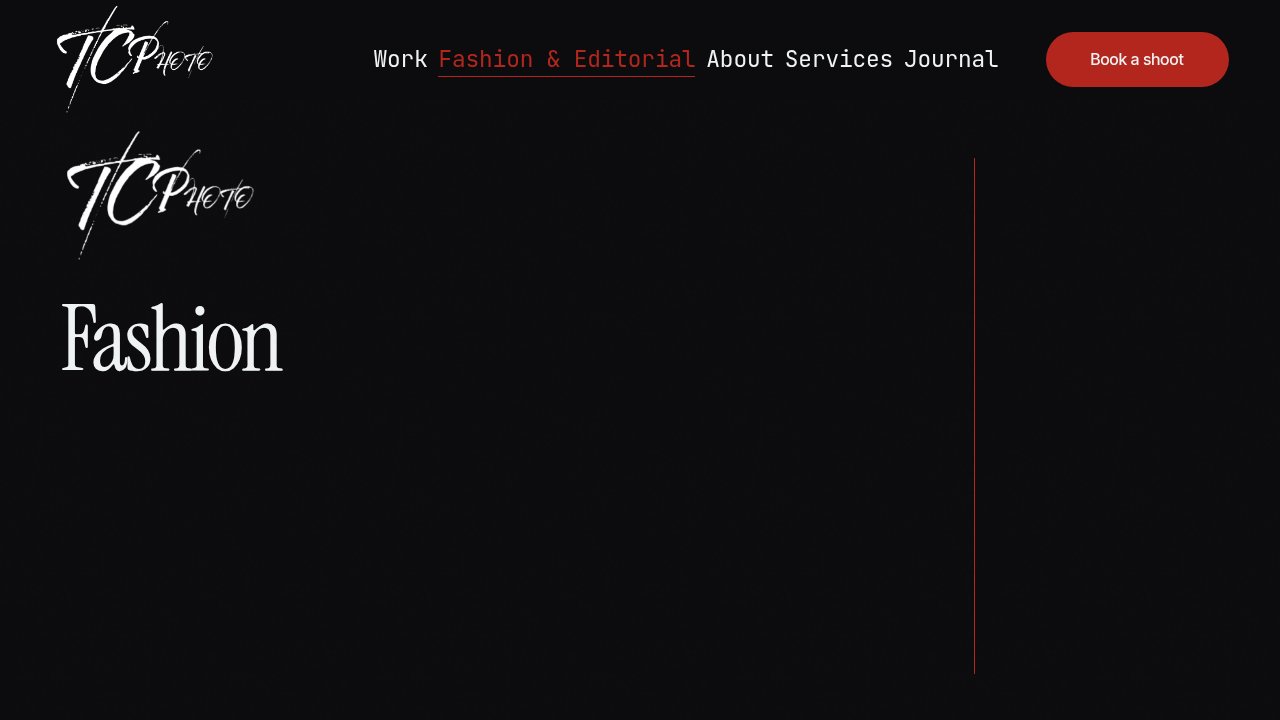 TCPHOTO
Work Fashion & Editorial About Services Journal
Book a shoot
TCPHOTO
Fashion